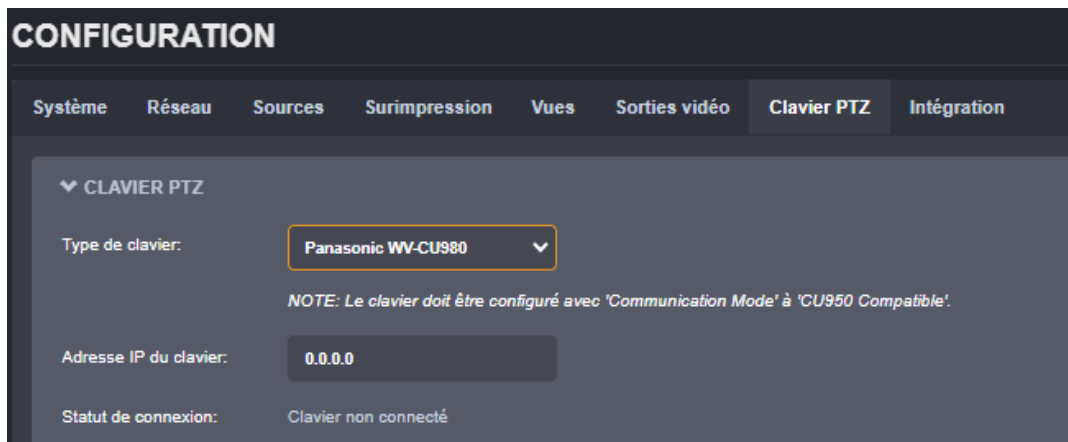 CONFIGURATION
Système Réseau Sources Surimpression Vues Sorties vidéo Clavier PTZ Intégration
CLAVIER PTZ
Type de clavier: Panasonic WV-CU980
NOTE: Le clavier doit être configuré avec 'Communication Mode' à 'CU950 Compatible'.
Adresse IP du clavier: 0.0.0.0
Statut de connexion: Clavier non connecté